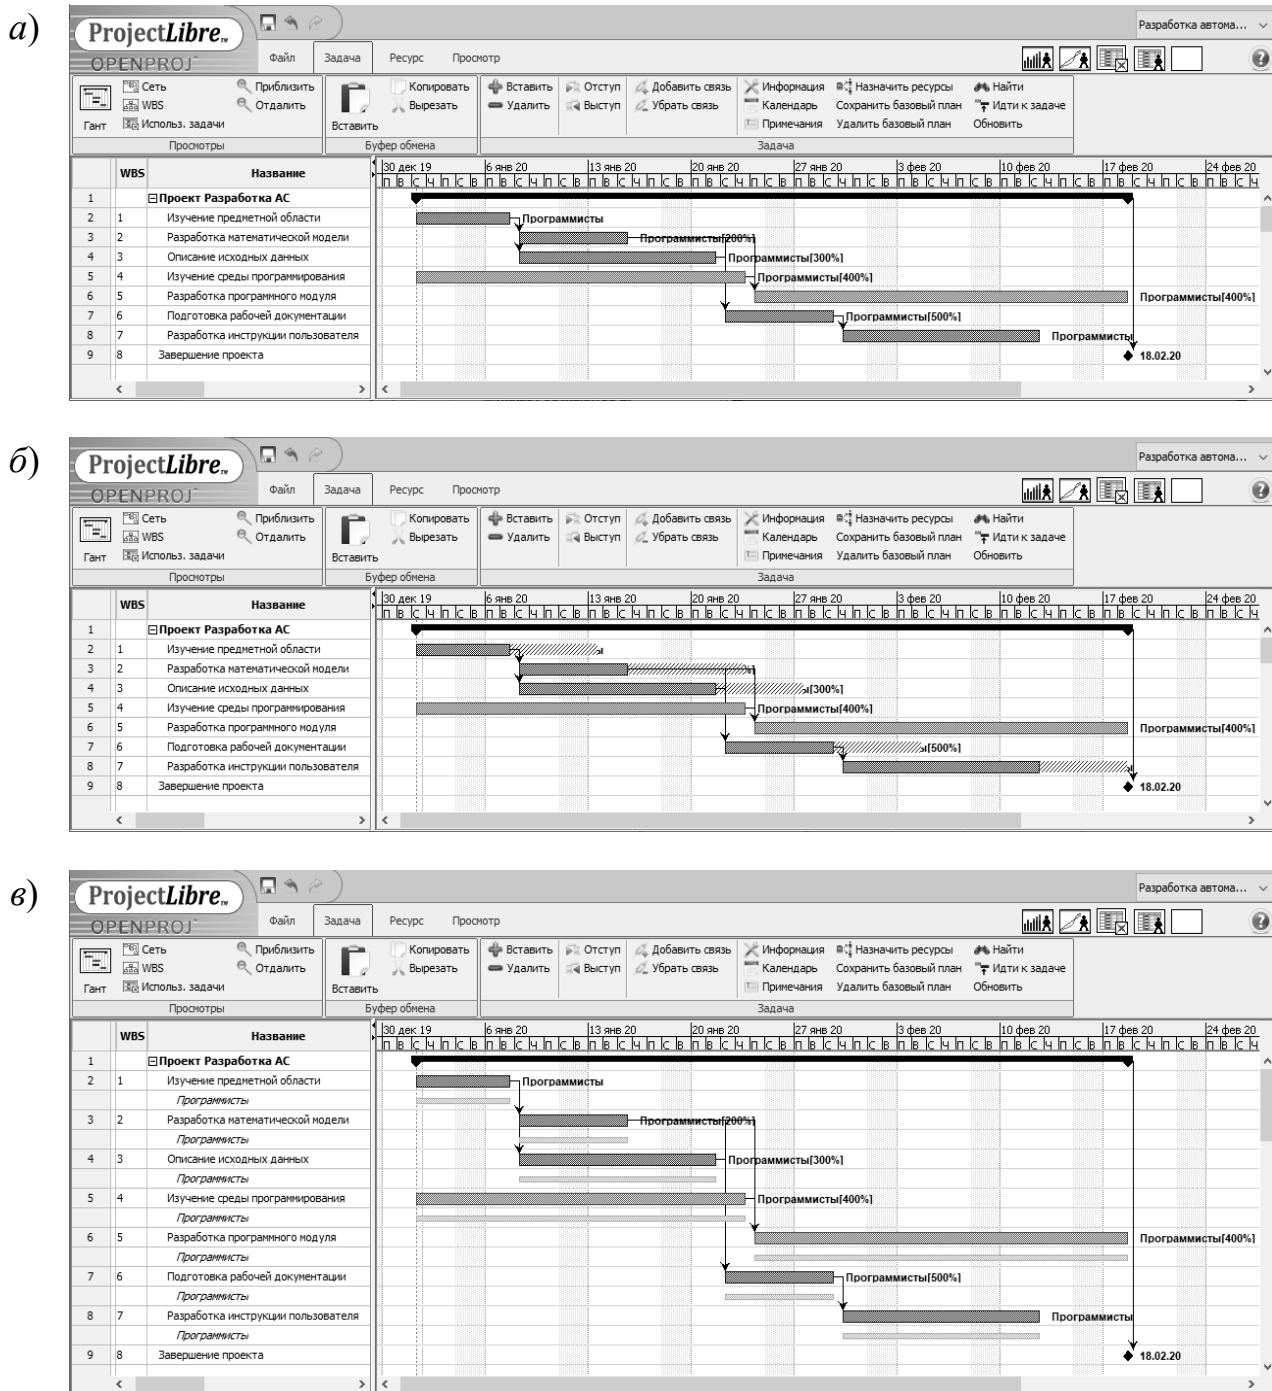 а)
ProjectLibre™
OPENPROJ
Разработка автома...
Файл Задача Ресурс Просмотр
Сеть Приблизить Копировать Вставить Отступ Добавить связь Информация Назначить ресурсы Найти
WBS Отдалить Вырезать Удалить Выступ Убрать связь Календарь Сохранить базовый план Идти к задаче
Гант Использ. задачи Вставить Примечания Удалить базовый план Обновить
Просмотры Буфер обмена Задача
WBS Название
30 дек 19 6 янв 20 13 янв 20 20 янв 20 27 янв 20 3 фев 20 10 фев 20 17 фев 20 24 фев 20
П В С Ч П С В П В С Ч П С В П В С Ч П С В П В С Ч П С В П В С Ч П С В П В С Ч П С В П В С Ч П С В П В С Ч П С В П В С Ч
1 Проект Разработка АС
2 1 Изучение предметной области Программисты
3 2 Разработка математической модели Программисты[200%]
4 3 Описание исходных данных Программисты[300%]
5 4 Изучение среды программирования Программисты[400%]
6 5 Разработка программного модуля Программисты[400%]
7 6 Подготовка рабочей документации Программисты[500%]
8 7 Разработка инструкции пользователя Программисты
9 8 Завершение проекта 18.02.20
б)
ProjectLibre™
OPENPROJ
Разработка автома...
Файл Задача Ресурс Просмотр
Сеть Приблизить Копировать Вставить Отступ Добавить связь Информация Назначить ресурсы Найти
WBS Отдалить Вырезать Удалить Выступ Убрать связь Календарь Сохранить базовый план Идти к задаче
Гант Использ. задачи Вставить Примечания Удалить базовый план Обновить
Просмотры Буфер обмена Задача
WBS Название
30 дек 19 6 янв 20 13 янв 20 20 янв 20 27 янв 20 3 фев 20 10 фев 20 17 фев 20 24 фев 20
П В С Ч П С В П В С Ч П С В П В С Ч П С В П В С Ч П С В П В С Ч П С В П В С Ч П С В П В С Ч П С В П В С Ч П С В П В С Ч
1 Проект Разработка АС
2 1 Изучение предметной области ы
3 2 Разработка математической модели
4 3 Описание исходных данных ы[300%]
5 4 Изучение среды программирования Программисты[400%]
6 5 Разработка программного модуля Программисты[400%]
7 6 Подготовка рабочей документации ы[500%]
8 7 Разработка инструкции пользователя ы
9 8 Завершение проекта 18.02.20
в)
ProjectLibre™
OPENPROJ
Разработка автома...
Файл Задача Ресурс Просмотр
Сеть Приблизить Копировать Вставить Отступ Добавить связь Информация Назначить ресурсы Найти
WBS Отдалить Вырезать Удалить Выступ Убрать связь Календарь Сохранить базовый план Идти к задаче
Гант Использ. задачи Вставить Примечания Удалить базовый план Обновить
Просмотры Буфер обмена Задача
WBS Название
30 дек 19 6 янв 20 13 янв 20 20 янв 20 27 янв 20 3 фев 20 10 фев 20 17 фев 20 24 фев 20
П В С Ч П С В П В С Ч П С В П В С Ч П С В П В С Ч П С В П В С Ч П С В П В С Ч П С В П В С Ч П С В П В С Ч П С В П В С Ч
1 Проект Разработка АС
2 1 Изучение предметной области Программисты
Программисты
3 2 Разработка математической модели Программисты[200%]
Программисты
4 3 Описание исходных данных Программисты[300%]
Программисты
5 4 Изучение среды программирования Программисты[400%]
Программисты
6 5 Разработка программного модуля Программисты[400%]
Программисты
7 6 Подготовка рабочей документации Программисты[500%]
Программисты
8 7 Разработка инструкции пользователя Программисты
Программисты
9 8 Завершение проекта 18.02.20